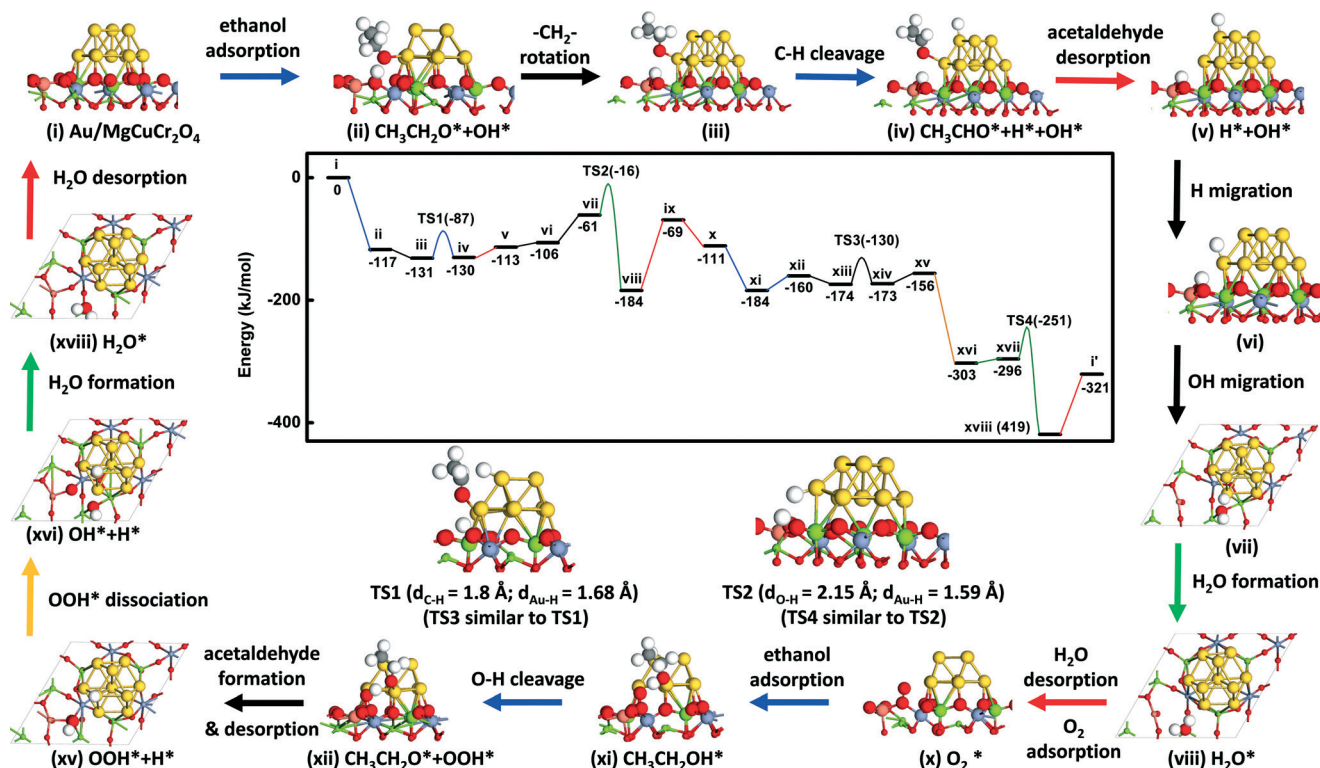 ethanol
adsorption
-CH2-
rotation
C-H cleavage
acetaldehyde
desorption
(i) Au/MgCuCr2O4
(ii) CH3CH2O*+OH*
(iii)
(iv) CH3CHO*+H*+OH*
(v) H*+OH*
H2O desorption
H migration
(xviii) H2O*
(vi)
H2O formation
OH migration
(xvi) OH*+H*
(vii)
OOH* dissociation
H2O formation
Energy (kJ/mol)
0
-200
-400
i
0
ii
-117
iii
-131
TS1(-87)
iv
-130
v
-113
vi
-106
vii
-61
TS2(-16)
viii
-184
ix
-69
x
-111
xi
-184
xii
-160
xiii
-174
TS3(-130)
xiv
-173
xv
-156
xvi
-303
xvii
-296
TS4(-251)
xviii (419)
i'
-321
TS1 (dC-H = 1.8 Å; dAu-H = 1.68 Å)
(TS3 similar to TS1)
TS2 (dO-H = 2.15 Å; dAu-H = 1.59 Å)
(TS4 similar to TS2)
acetaldehyde
formation
& desorption
O-H cleavage
ethanol
adsorption
H2O
desorption
O2
adsorption
(xv) OOH*+H*
(xii) CH3CH2O*+OOH*
(xi) CH3CH2OH*
(x) O2 *
(viii) H2O*